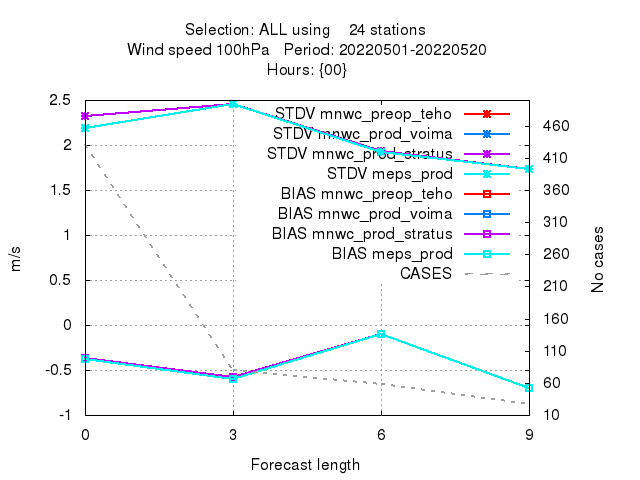 Selection: ALL using    24 stations
Wind speed 100hPa   Period: 20220501-20220520
Hours: {00}
STDV mnwc_preop_teho
STDV mnwc_prod_voima
STDV mnwc_prod_stratus
STDV meps_prod
BIAS mnwc_preop_teho
BIAS mnwc_prod_voima
BIAS mnwc_prod_stratus
BIAS meps_prod
CASES
2.5
2
1.5
1
0.5
0
-0.5
-1
m/s
460
410
360
310
260
210
160
110
60
10
No cases
0 3 6 9
Forecast length